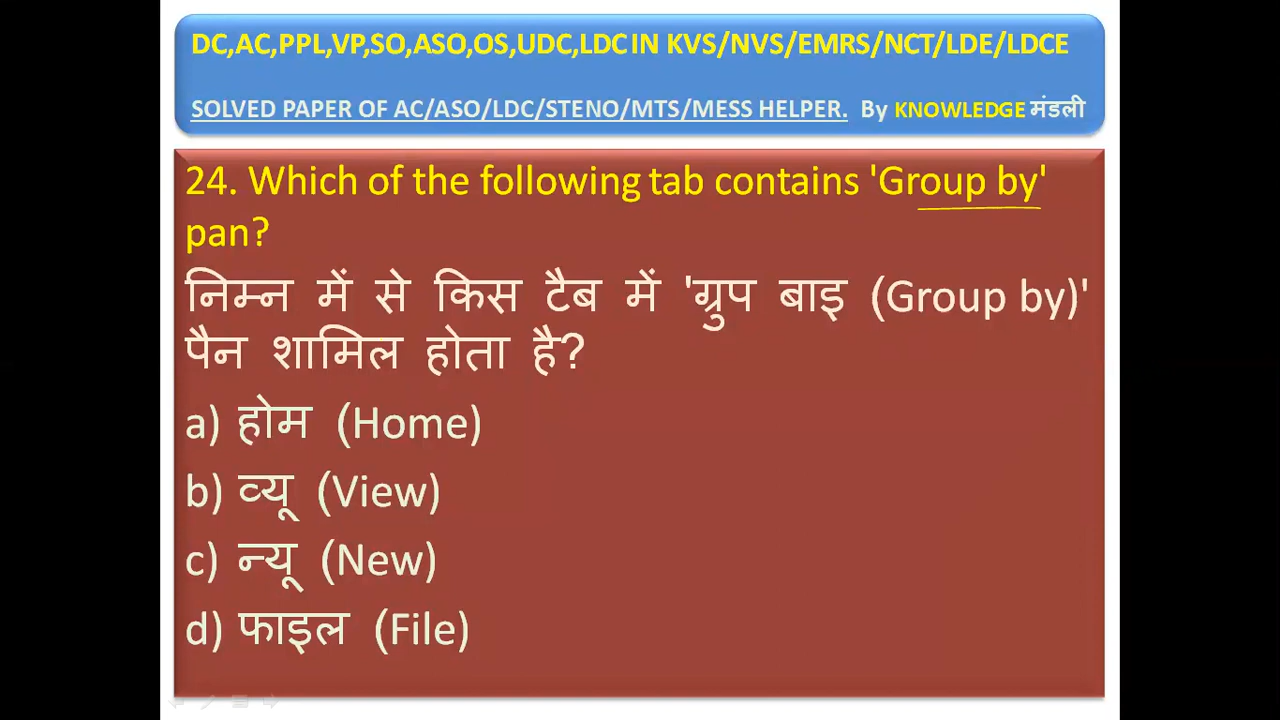 DC,AC,PPL,VP,SO,ASO,OS,UDC,LDC IN KVS/NVS/EMRS/NCT/LDE/LDCE
SOLVED PAPER OF AC/ASO/LDC/STENO/MTS/MESS HELPER. By KNOWLEDGE मंडली
24. Which of the following tab contains 'Group by'
pan?
निम्न में से किस टैब में 'ग्रुप बाइ (Group by)'
पैन शामिल होता है?
a) होम (Home)
b) व्यू (View)
c) न्यू (New)
d) फाइल (File)